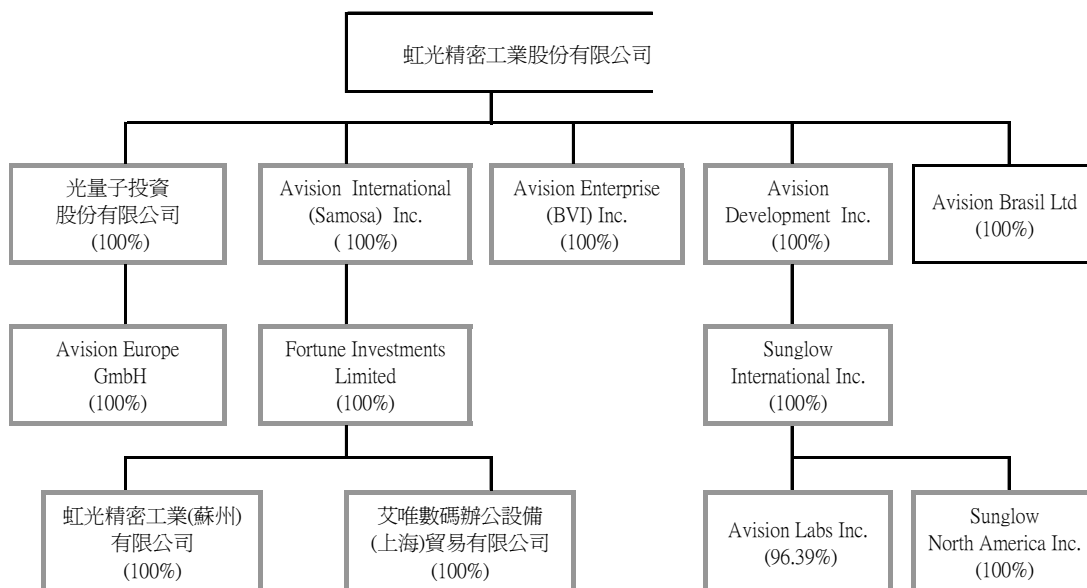 虹光精密工業股份有限公司
光量子投資
股份有限公司
(100%)
Avision International
(Samosa) Inc.
( 100%)
Avision Enterprise
(BVI) Inc.
(100%)
Avision
Development Inc.
(100%)
Avision Brasil Ltd
(100%)
Avision Europe
GmbH
(100%)
Fortune Investments
Limited
(100%)
Sunglow
International Inc.
(100%)
虹光精密工業(蘇州)
有限公司
(100%)
艾唯數碼辦公設備
(上海)貿易有限公司
(100%)
Avision Labs Inc.
(96.39%)
Sunglow
North America Inc.
(100%)